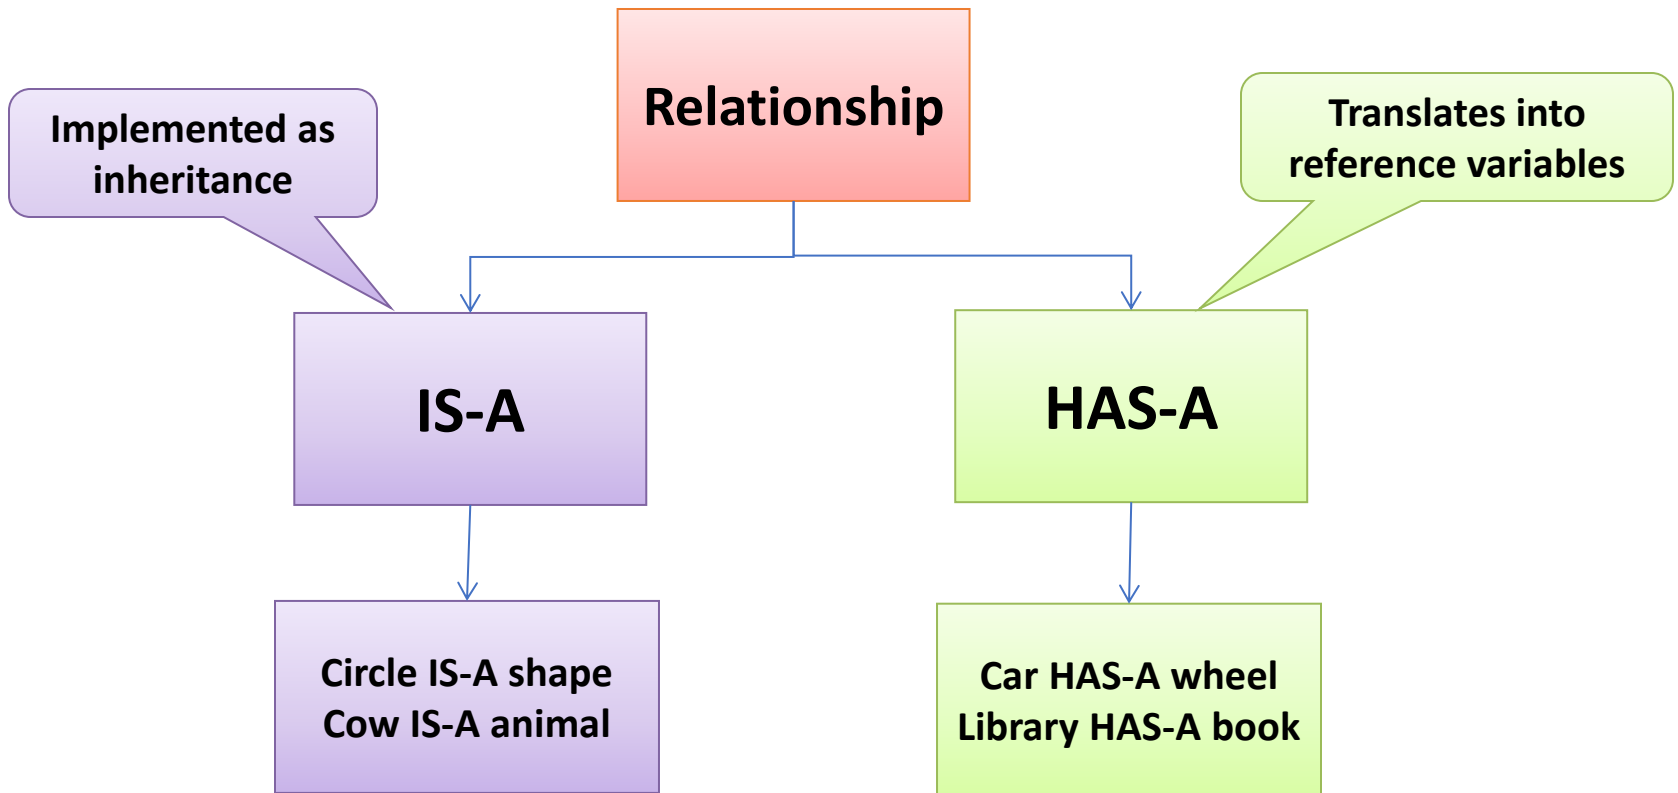 Relationship
Implemented as
inheritance
Translates into
reference variables
IS-A
HAS-A
Circle IS-A shape
Cow IS-A animal
Car HAS-A wheel
Library HAS-A book